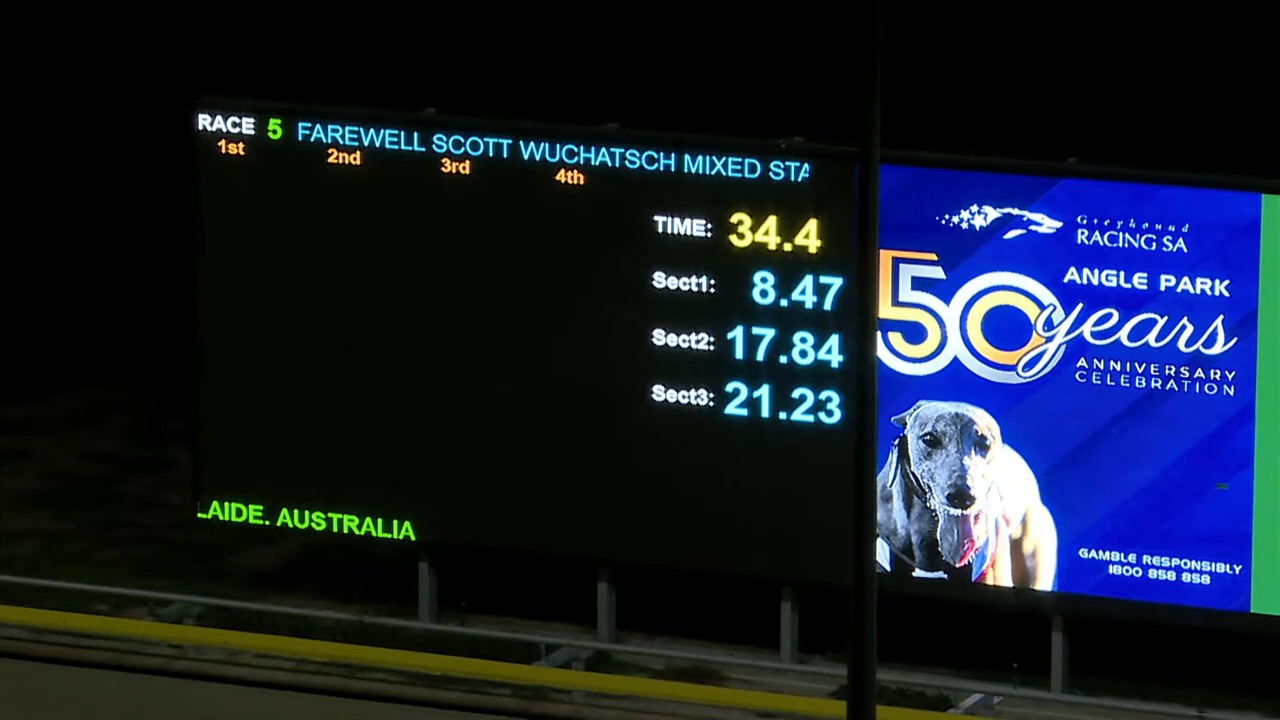 RACE 5 FAREWELL SCOTT WUCHATSCH MIXED STA
1st 2nd 3rd 4th
TIME: 34.4
Sect1: 8.47
Sect2: 17.84
Sect3: 21.23
LAIDE. AUSTRALIA
Greyhound
RACING SA
ANGLE PARK
50 years
ANNIVERSARY
CELEBRATION
GAMBLE RESPONSIBLY
1800 858 858